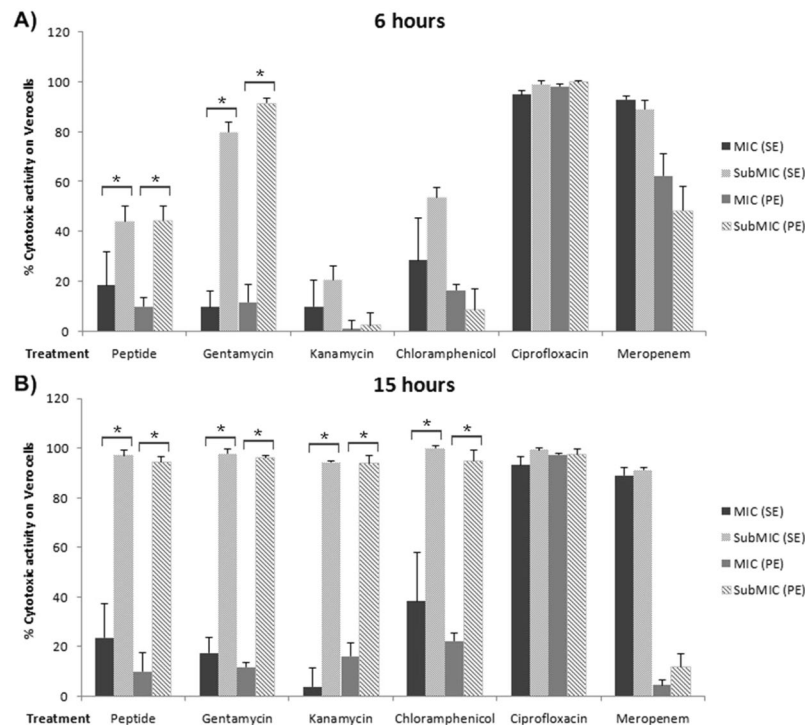 A)
6 hours
120
100
80
60
40
20
0
% Cytotoxic activity on Vero cells
* * * *
MIC (SE)
SubMIC (SE)
MIC (PE)
SubMIC (PE)
Treatment Peptide Gentamycin Kanamycin Chloramphenicol Ciprofloxacin Meropenem
B)
15 hours
120
100
80
60
40
20
0
% Cytotoxic activity on Vero cells
* * * * * * * *
MIC (SE)
SubMIC (SE)
MIC (PE)
SubMIC (PE)
Treatment Peptide Gentamycin Kanamycin Chloramphenicol Ciprofloxacin Meropenem